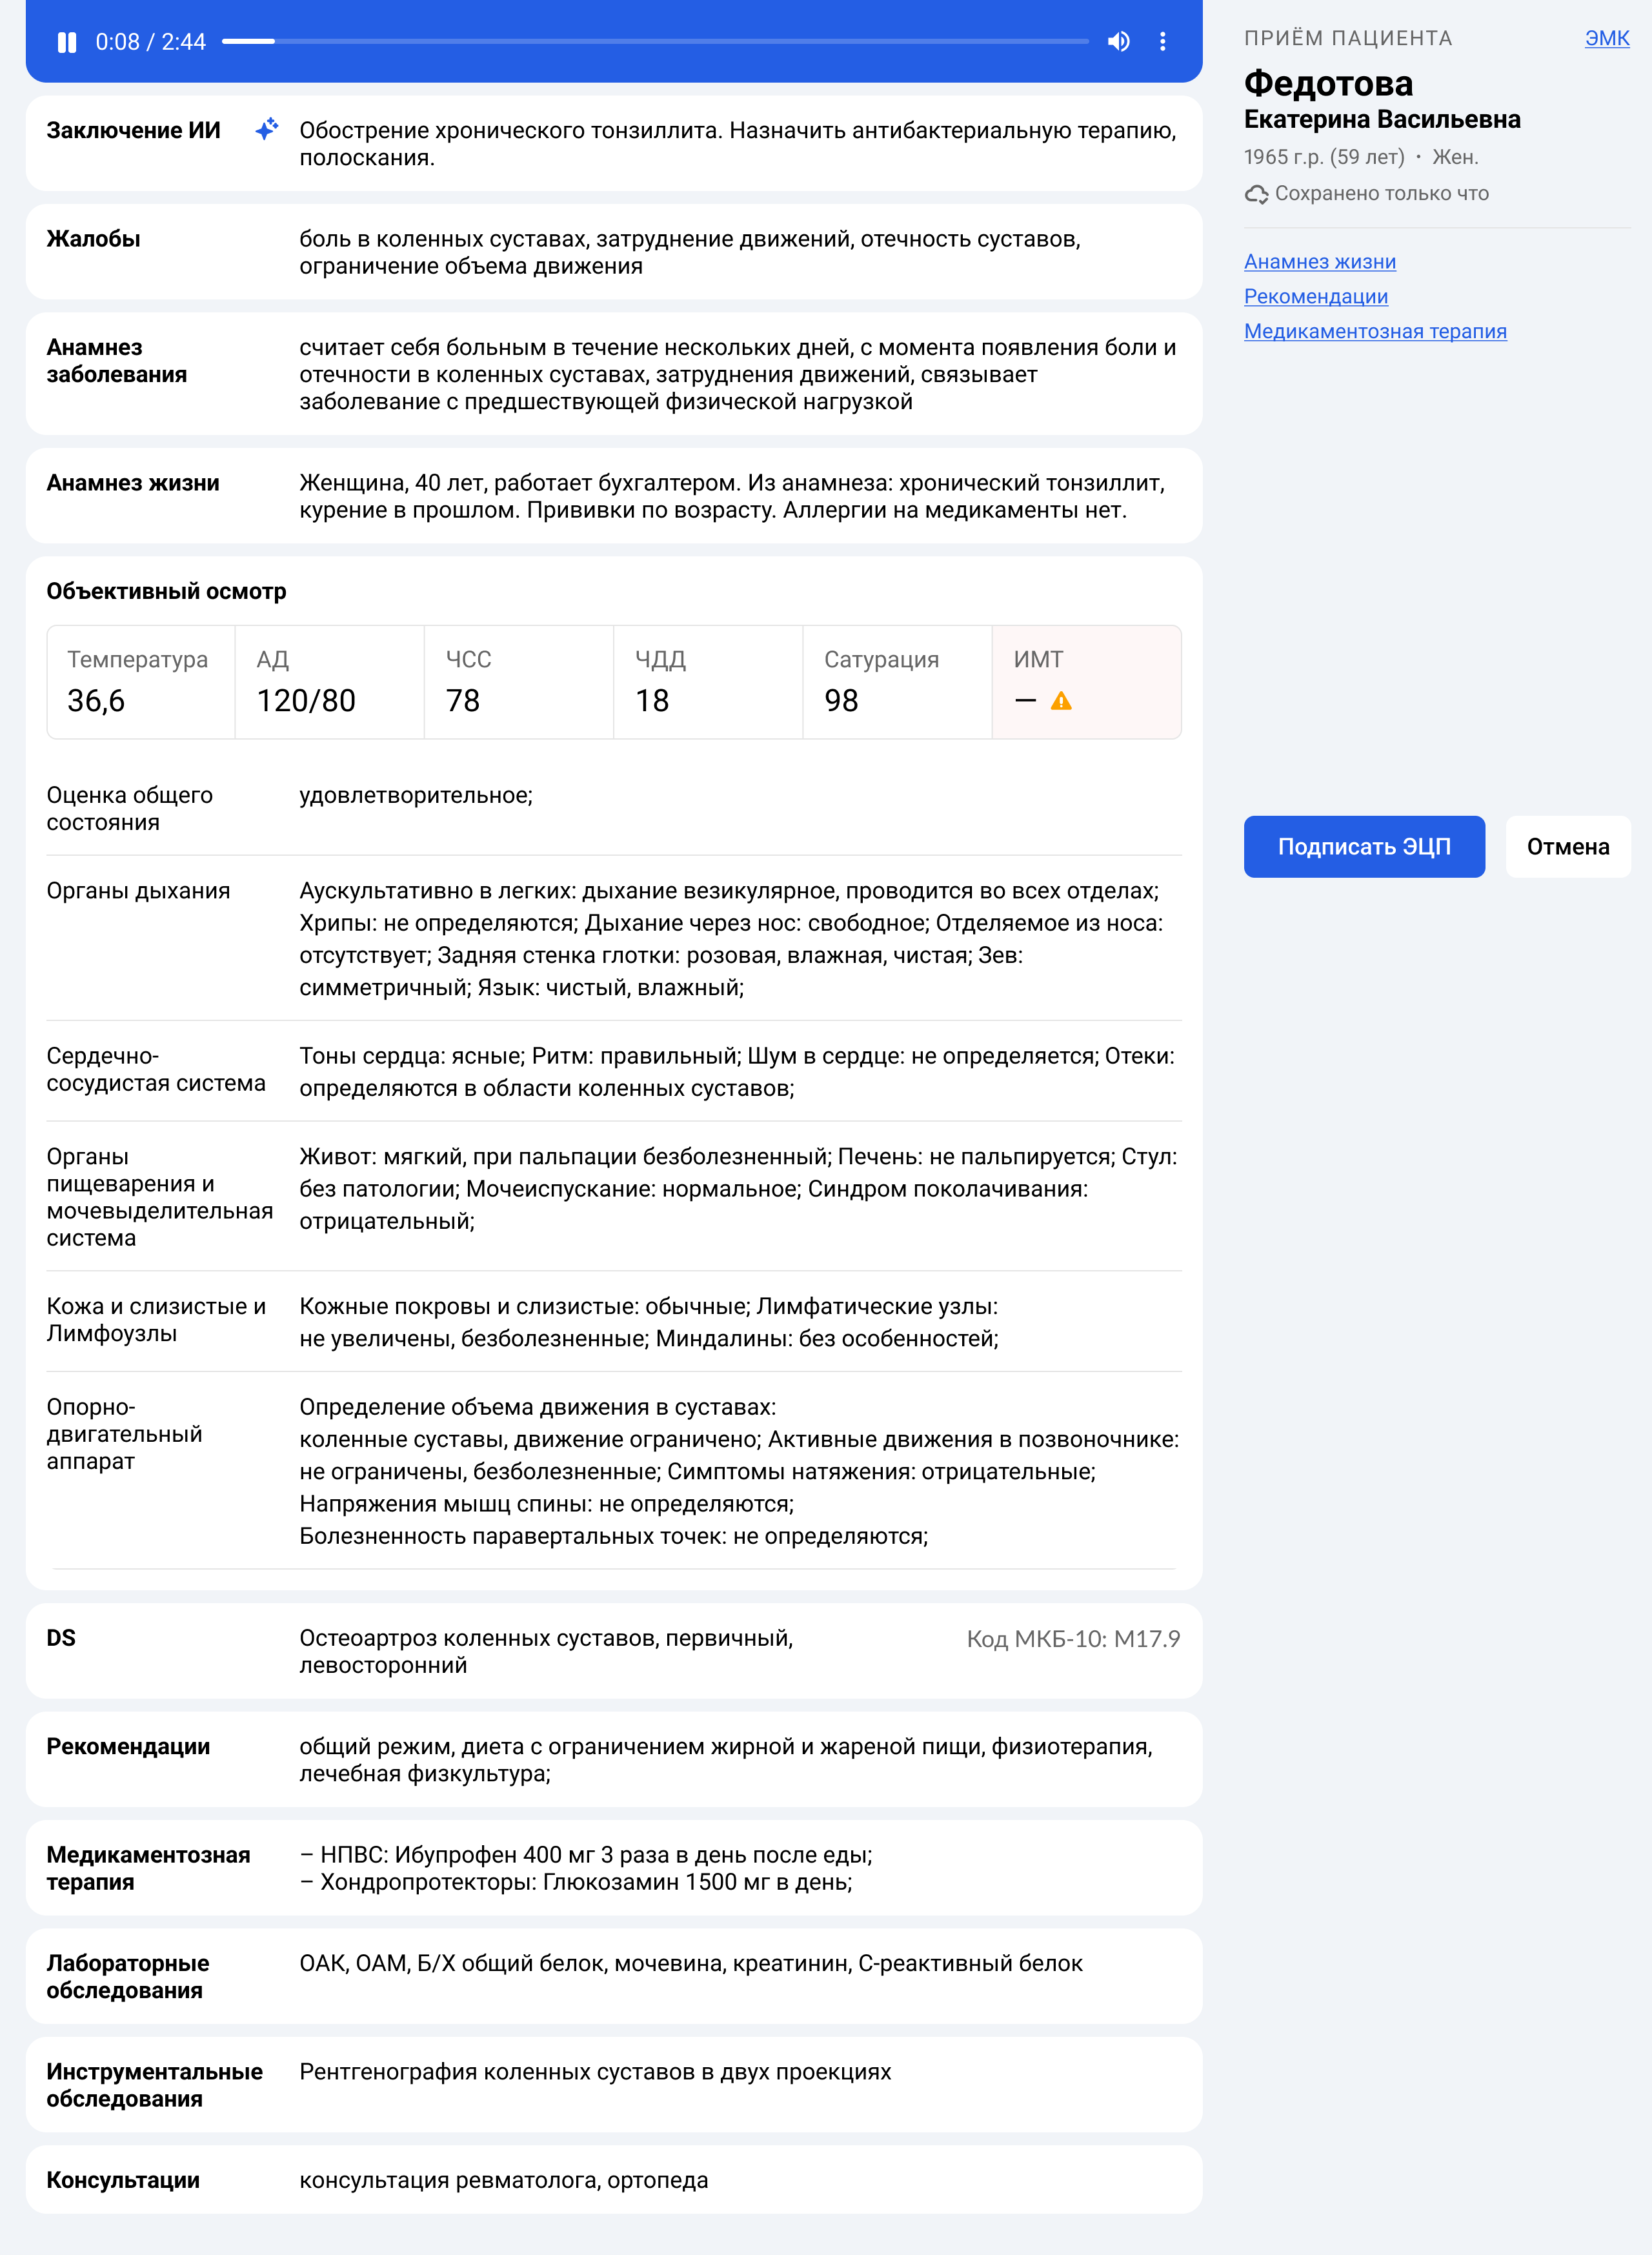 0:08 / 2:44
Заключение ИИ
Обострение хронического тонзиллита. Назначить антибактериальную терапию,
полоскания.
Жалобы
боль в коленных суставах, затруднение движений, отечность суставов,
ограничение объема движения
Анамнез
заболевания
считает себя больным в течение нескольких дней, с момента появления боли и
отечности в коленных суставах, затруднения движений, связывает
заболевание с предшествующей физической нагрузкой
Анамнез жизни
Женщина, 40 лет, работает бухгалтером. Из анамнеза: хронический тонзиллит,
курение в прошлом. Прививки по возрасту. Аллергии на медикаменты нет.
Объективный осмотр
Температура
36,6
АД
120/80
ЧСС
78
ЧДД
18
Сатурация
98
ИМТ
—
Оценка общего
состояния
удовлетворительное;
Органы дыхания
Аускультативно в легких: дыхание везикулярное, проводится во всех отделах;
Хрипы: не определяются; Дыхание через нос: свободное; Отделяемое из носа:
отсутствует; Задняя стенка глотки: розовая, влажная, чистая; Зев:
симметричный; Язык: чистый, влажный;
Сердечно-
сосудистая система
Тоны сердца: ясные; Ритм: правильный; Шум в сердце: не определяется; Отеки:
определяются в области коленных суставов;
Органы
пищеварения и
мочевыделительная
система
Живот: мягкий, при пальпации безболезненный; Печень: не пальпируется; Стул:
без патологии; Мочеиспускание: нормальное; Синдром поколачивания:
отрицательный;
Кожа и слизистые и
Лимфоузлы
Кожные покровы и слизистые: обычные; Лимфатические узлы:
не увеличены, безболезненные; Миндалины: без особенностей;
Опорно-
двигательный
аппарат
Определение объема движения в суставах:
коленные суставы, движение ограничено; Активные движения в позвоночнике:
не ограничены, безболезненные; Симптомы натяжения: отрицательные;
Напряжения мышц спины: не определяются;
Болезненность паравертальных точек: не определяются;
DS
Остеоартроз коленных суставов, первичный,
левосторонний
Код МКБ-10: M17.9
Рекомендации
общий режим, диета с ограничением жирной и жареной пищи, физиотерапия,
лечебная физкультура;
Медикаментозная
терапия
– НПВС: Ибупрофен 400 мг 3 раза в день после еды;
– Хондропротекторы: Глюкозамин 1500 мг в день;
Лабораторные
обследования
ОАК, ОАМ, Б/Х общий белок, мочевина, креатинин, С-реактивный белок
Инструментальные
обследования
Рентгенография коленных суставов в двух проекциях
Консультации
консультация ревматолога, ортопеда
ПРИЁМ ПАЦИЕНТА
ЭМК
Федотова
Екатерина Васильевна
1965 г.р. (59 лет) • Жен.
Сохранено только что
Анамнез жизни
Рекомендации
Медикаментозная терапия
Подписать ЭЦП
Отмена